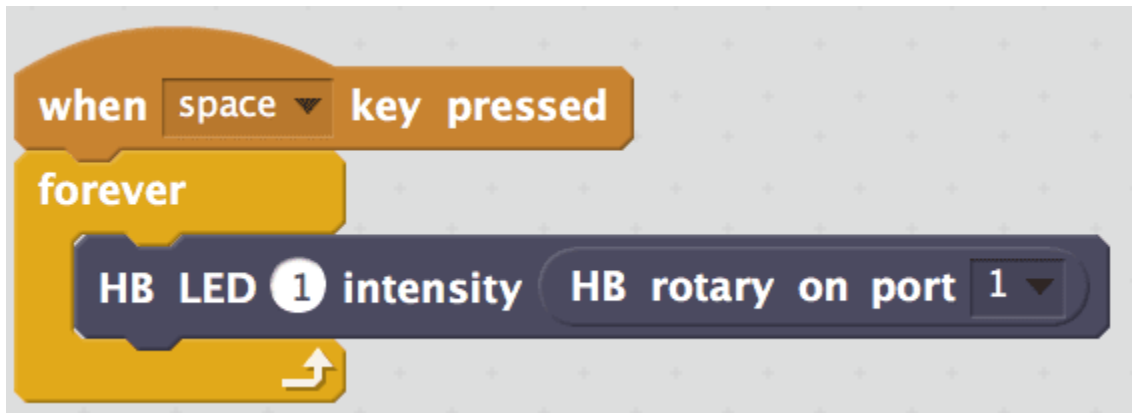 when space key pressed
forever
HB LED 1 intensity HB rotary on port 1